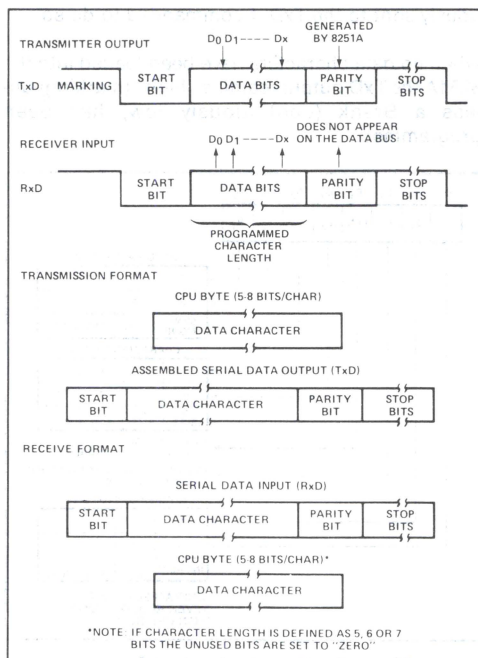 GENERATED
BY 8251A
TRANSMITTER OUTPUT
D0 D1 ---- Dx
TxD MARKING START BIT DATA BITS PARITY BIT STOP BITS
RECEIVER INPUT
DOES NOT APPEAR
ON THE DATA BUS
D0 D1 ---- Dx
RxD START BIT DATA BITS PARITY BIT STOP BITS
PROGRAMMED
CHARACTER
LENGTH
TRANSMISSION FORMAT
CPU BYTE (5-8 BITS/CHAR)
DATA CHARACTER
ASSEMBLED SERIAL DATA OUTPUT (TxD)
START BIT DATA CHARACTER PARITY BIT STOP BITS
RECEIVE FORMAT
SERIAL DATA INPUT (RxD)
START BIT DATA CHARACTER PARITY BIT STOP BITS
CPU BYTE (5-8 BITS/CHAR)*
DATA CHARACTER
*NOTE: IF CHARACTER LENGTH IS DEFINED AS 5, 6 OR 7
BITS THE UNUSED BITS ARE SET TO "ZERO"